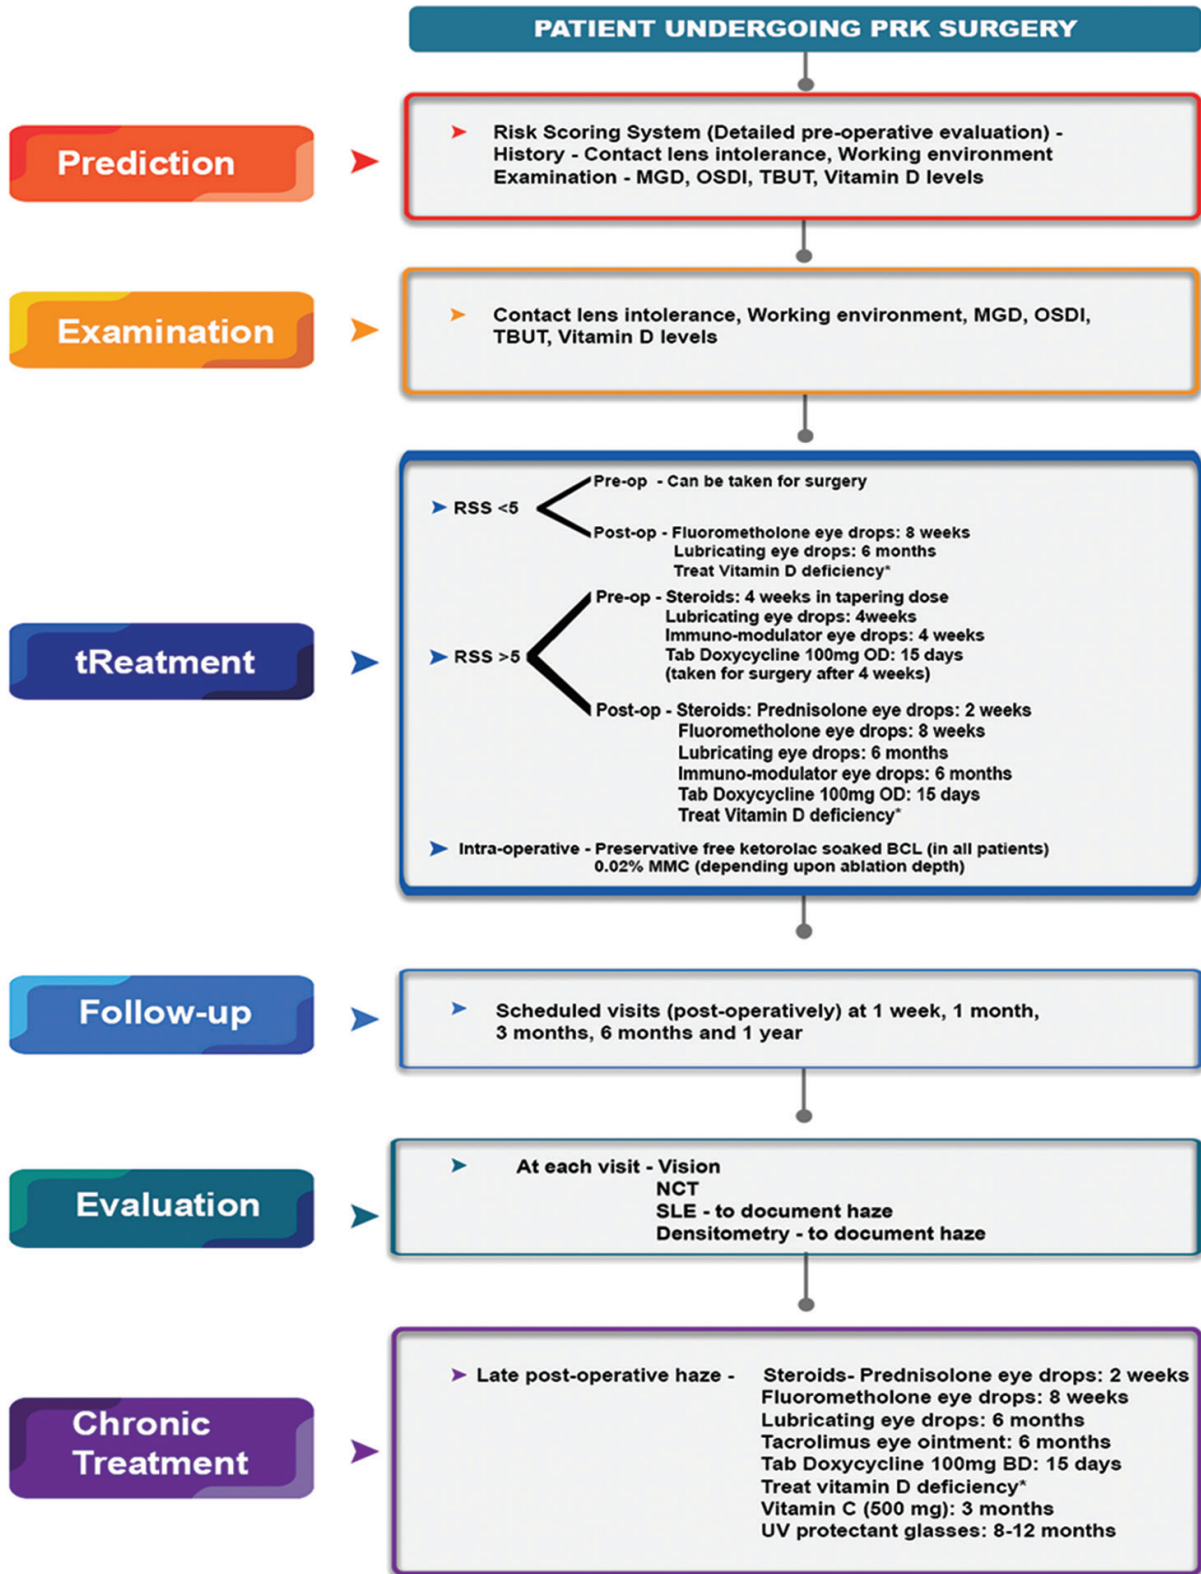 PATIENT UNDERGOING PRK SURGERY
Prediction
Risk Scoring System (Detailed pre-operative evaluation) -
History - Contact lens intolerance, Working environment
Examination - MGD, OSDI, TBUT, Vitamin D levels
Examination
Contact lens intolerance, Working environment, MGD, OSDI,
TBUT, Vitamin D levels
tReatment
RSS <5
Pre-op - Can be taken for surgery
Post-op - Fluorometholone eye drops: 8 weeks
Lubricating eye drops: 6 months
Treat Vitamin D deficiency*
RSS >5
Pre-op - Steroids: 4 weeks in tapering dose
Lubricating eye drops: 4weeks
Immuno-modulator eye drops: 4 weeks
Tab Doxycycline 100mg OD: 15 days
(taken for surgery after 4 weeks)
Post-op - Steroids: Prednisolone eye drops: 2 weeks
Fluorometholone eye drops: 8 weeks
Lubricating eye drops: 6 months
Immuno-modulator eye drops: 6 months
Tab Doxycycline 100mg OD: 15 days
Treat Vitamin D deficiency*
Intra-operative - Preservative free ketorolac soaked BCL (in all patients)
0.02% MMC (depending upon ablation depth)
Follow-up
Scheduled visits (post-operatively) at 1 week, 1 month,
3 months, 6 months and 1 year
Evaluation
At each visit - Vision
NCT
SLE - to document haze
Densitometry - to document haze
Chronic
Treatment
Late post-operative haze - Steroids- Prednisolone eye drops: 2 weeks
Fluorometholone eye drops: 8 weeks
Lubricating eye drops: 6 months
Tacrolimus eye ointment: 6 months
Tab Doxycycline 100mg BD: 15 days
Treat vitamin D deficiency*
Vitamin C (500 mg): 3 months
UV protectant glasses: 8-12 months